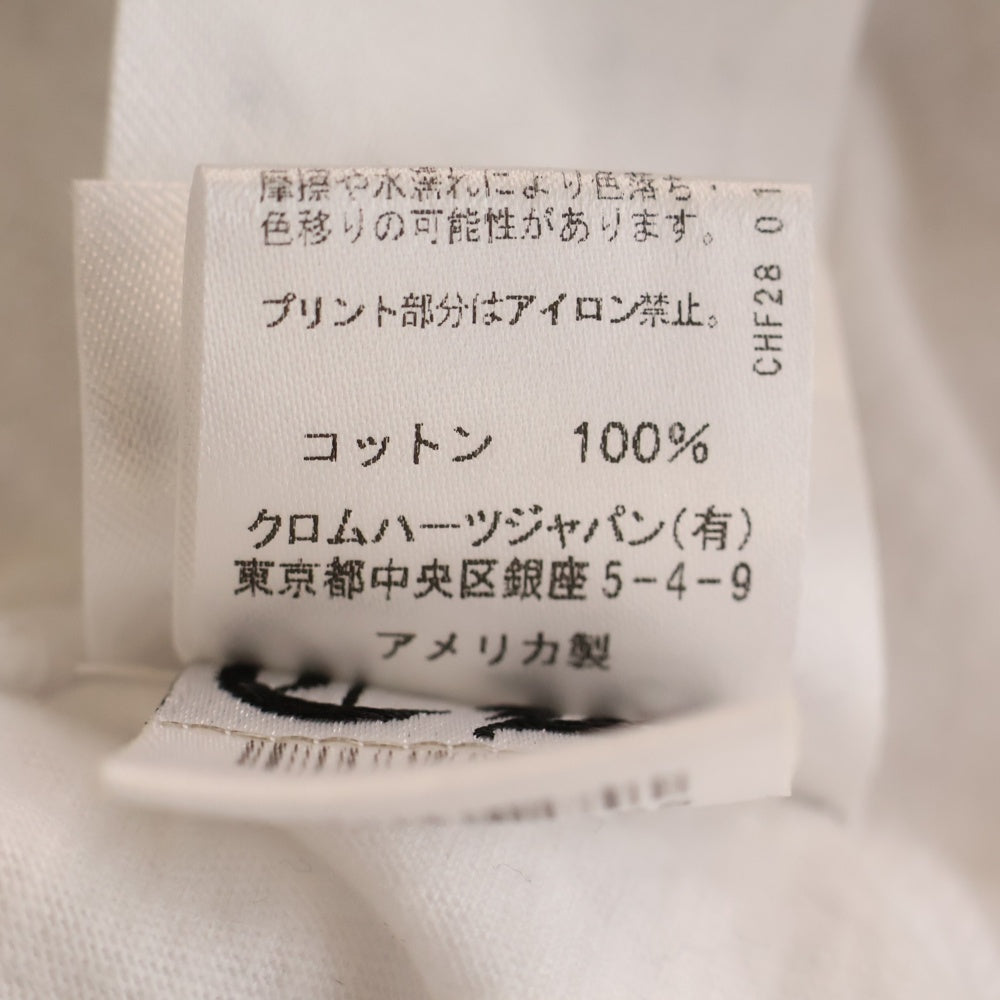 摩擦や水濡れにより色落ち・
色移りの可能性があります。
プリント部分はアイロン禁止。
コットン 100%
クロムハーツジャパン(有)
東京都中央区銀座5-4-9
アメリカ製
CHF28 01